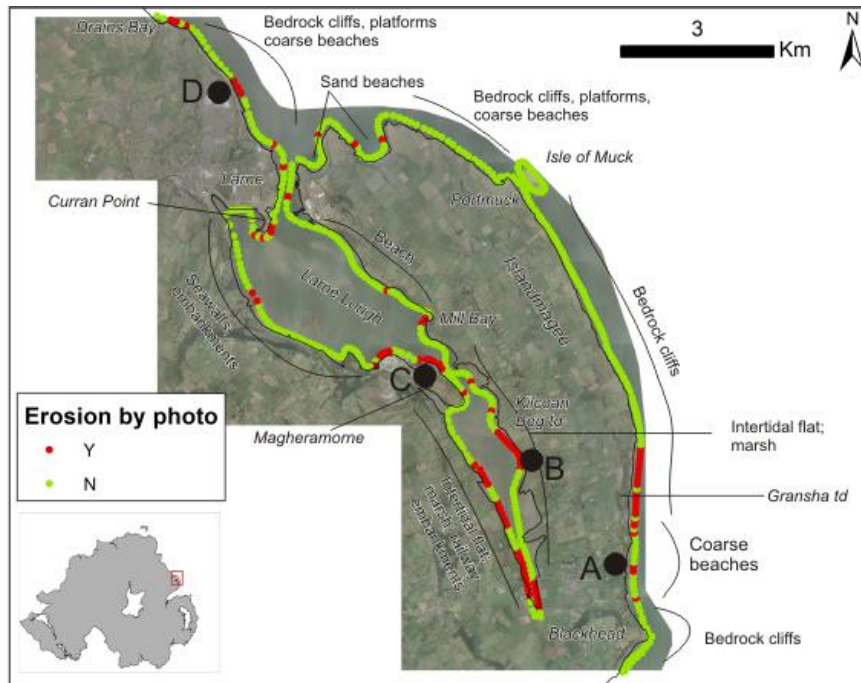 Drains Bay
Bedrock cliffs, platforms
coarse beaches
3
Km
N
D
Sand beaches
Bedrock cliffs, platforms,
coarse beaches
Isle of Muck
Larne
Curran Point
Portmuck
Beach
Islandmagee
Larne Lough
Seawalls,
embankments
Mill Bay
Bedrock cliffs
C
Kilcoan
Lug td
Magheramorne
Intertidal flat;
marsh
B
Gransha td
Intertidal flat;
marsh; railway
embankments
Coarse
beaches
A
Blackhead
Bedrock cliffs
Erosion by photo
Y
N